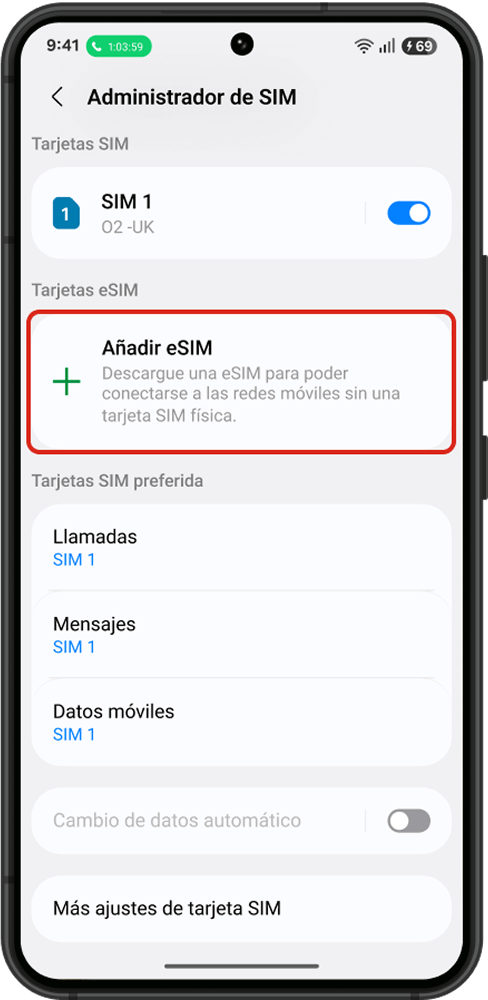 9:41 1:03:59 69
Administrador de SIM
Tarjetas SIM
1
SIM 1
O2 -UK
Tarjetas eSIM
Añadir eSIM
Descargue una eSIM para poder
conectarse a las redes móviles sin una
tarjeta SIM física.
Tarjetas SIM preferida
Llamadas
SIM 1
Mensajes
SIM 1
Datos móviles
SIM 1
Cambio de datos automático
Más ajustes de tarjeta SIM